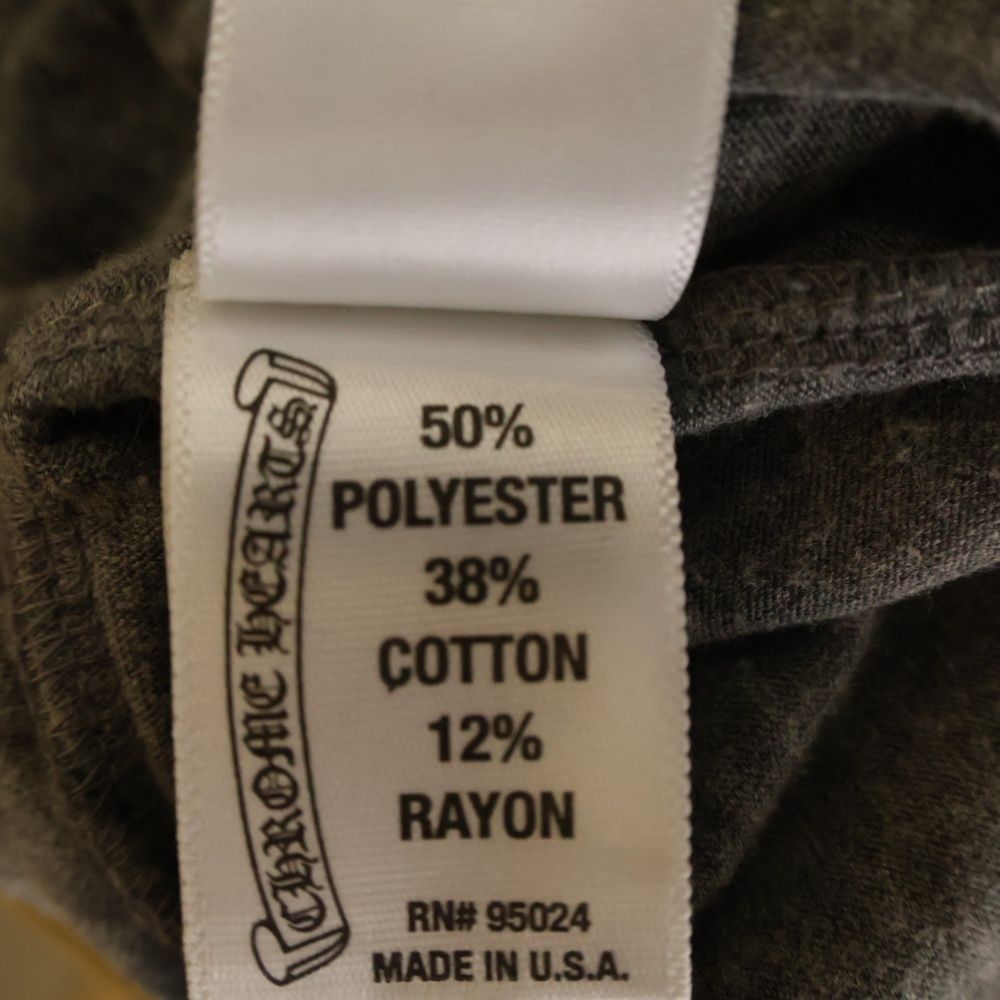 CHROME HEARTS
50%
POLYESTER
38%
COTTON
12%
RAYON
RN# 95024
MADE IN U.S.A.